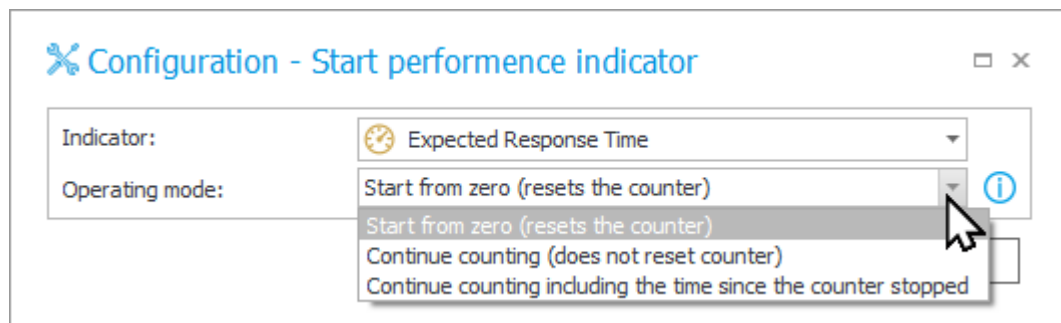 Configuration - Start performence indicator
Indicator: Expected Response Time
Operating mode: Start from zero (resets the counter)
Start from zero (resets the counter)
Continue counting (does not reset counter)
Continue counting including the time since the counter stopped